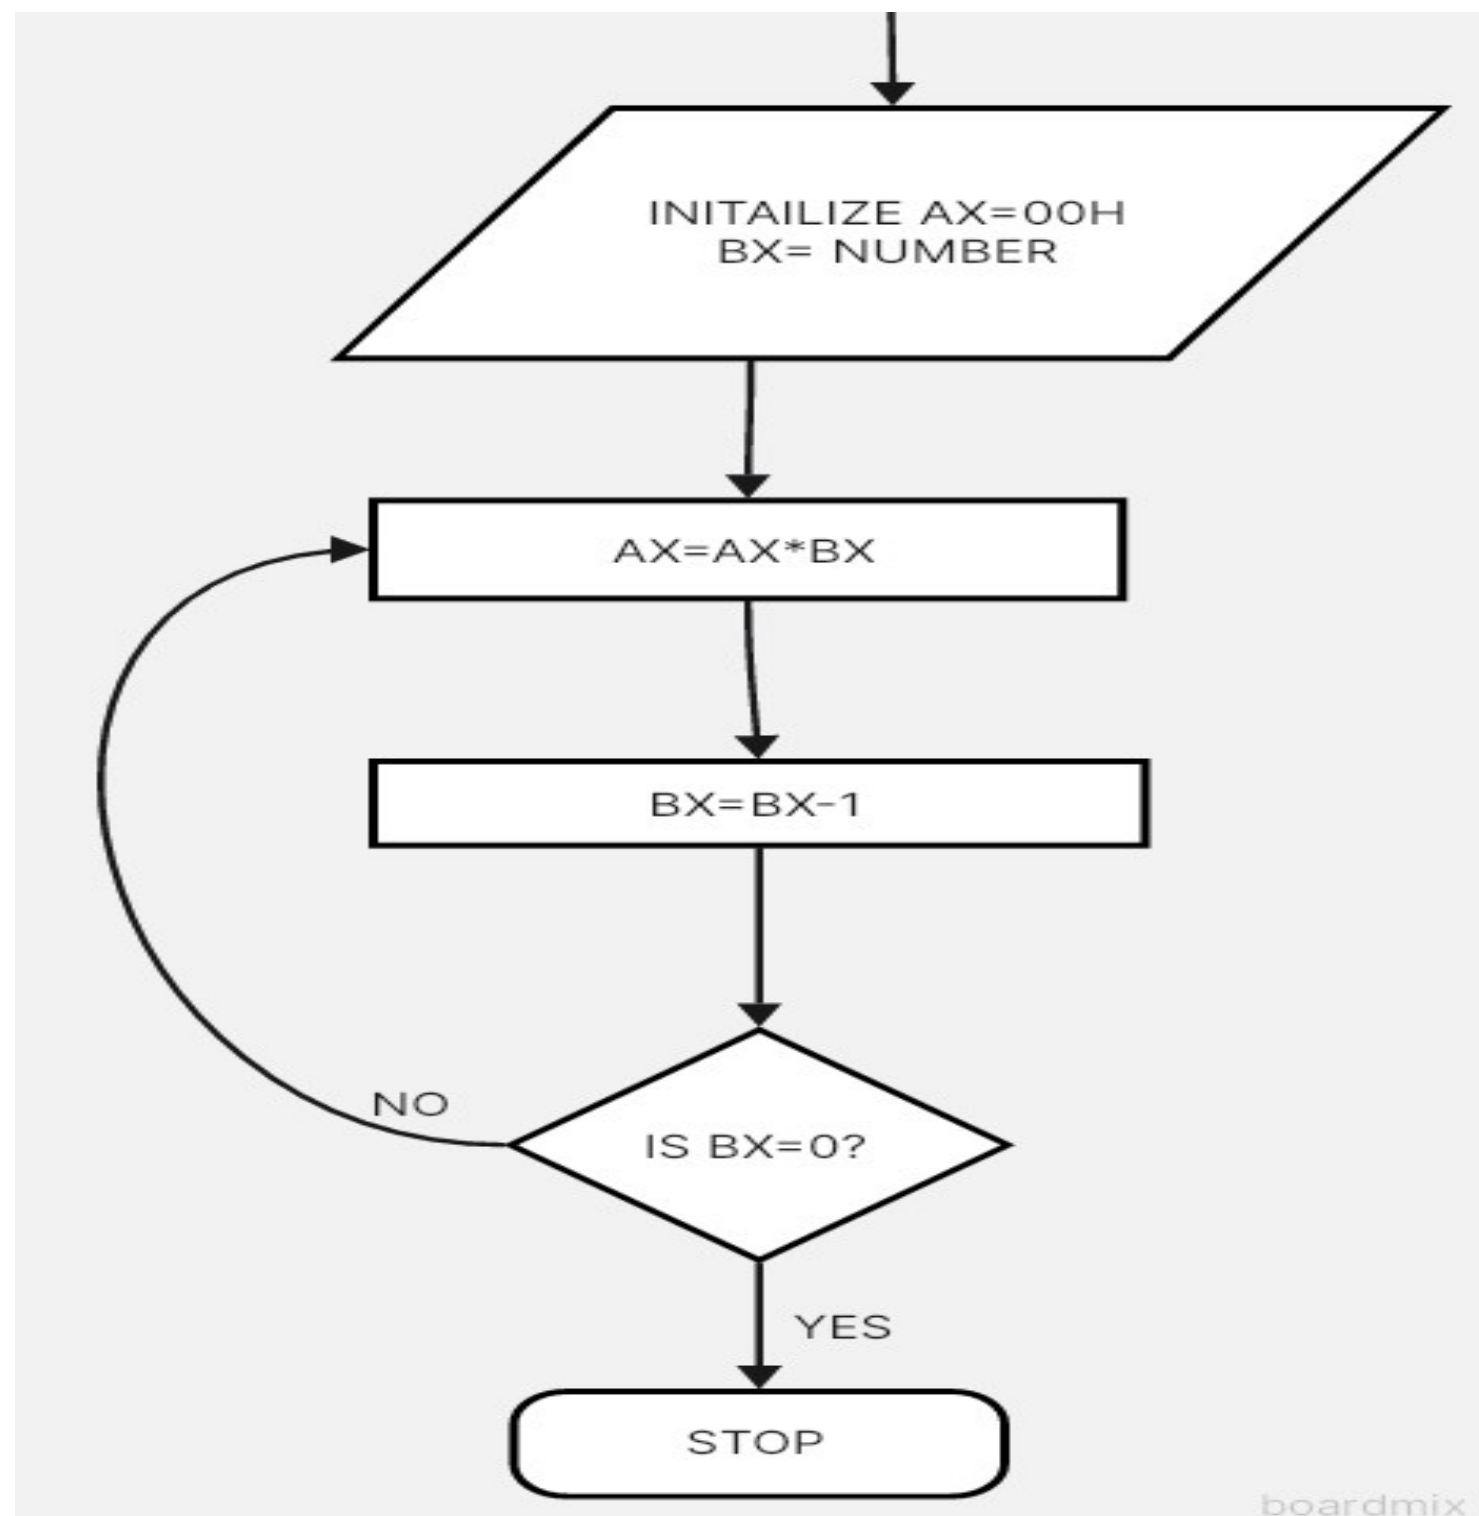 INITAILIZE AX=00H
BX= NUMBER
AX=AX*BX
BX=BX-1
NO
IS BX=0?
YES
STOP
boardmix